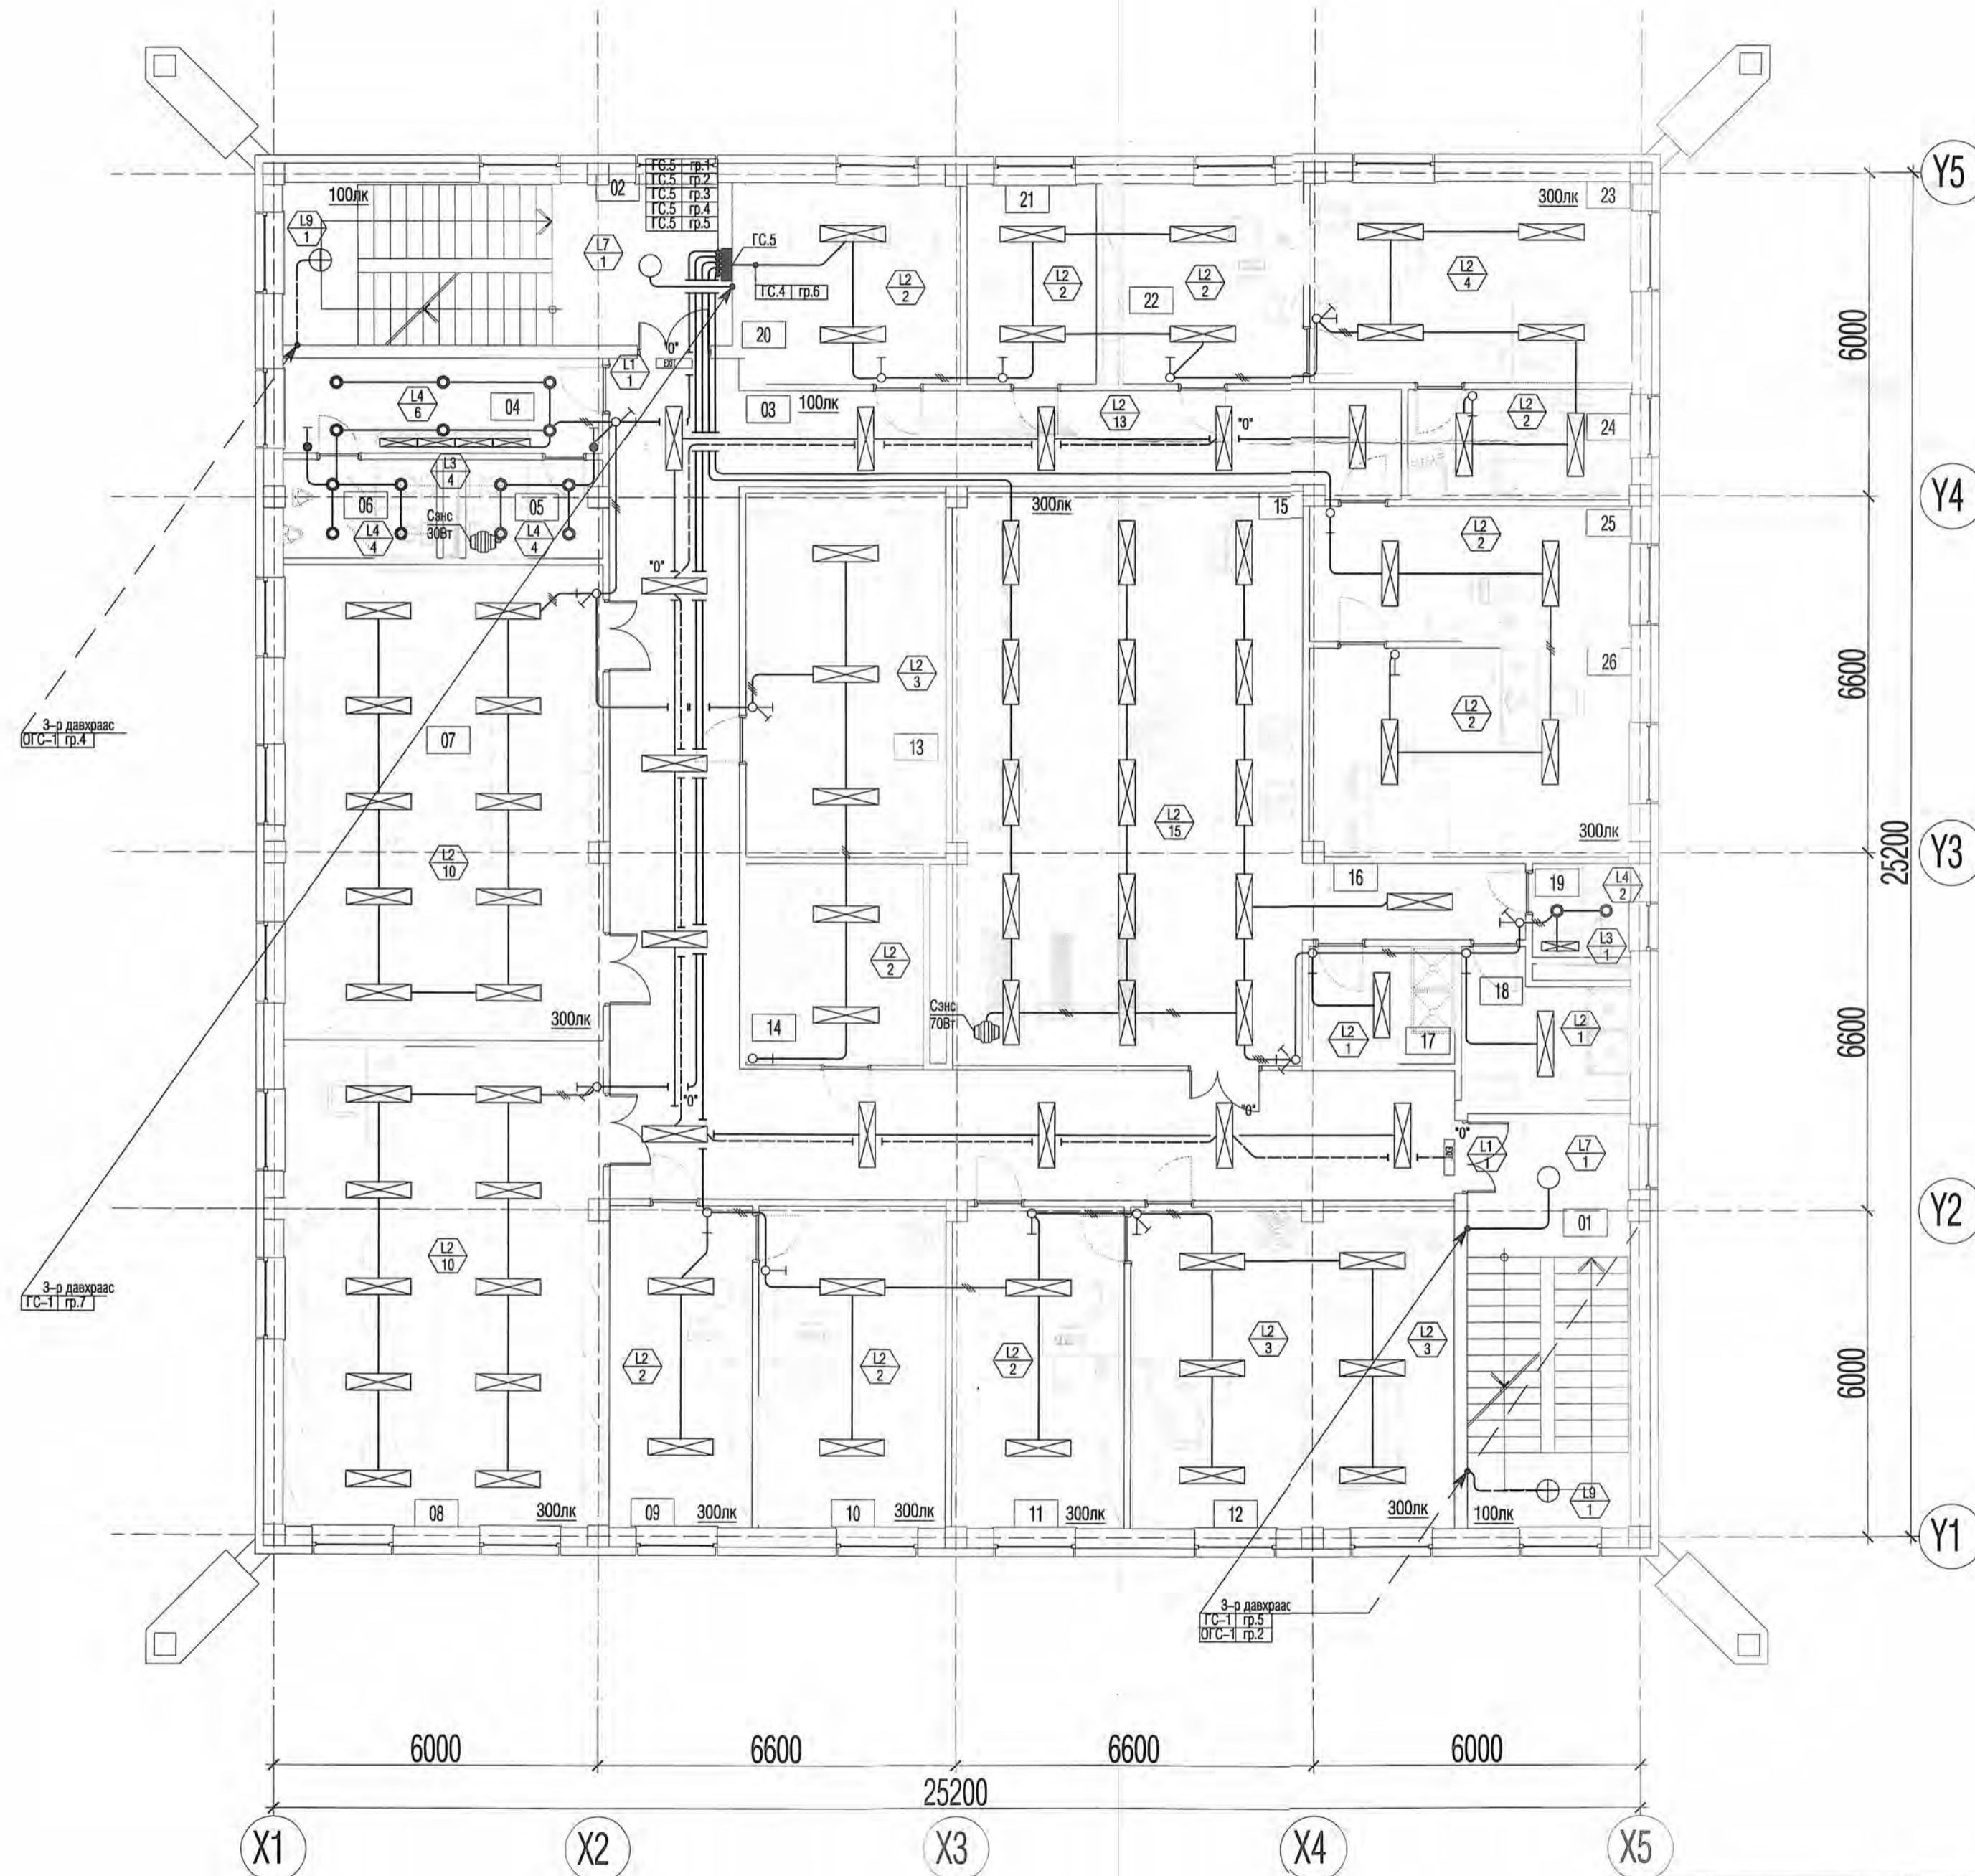 Y5
02
ГС.5 гр.1
ГС.5 гр.2
ГС.5 гр.3
ГС.5 гр.4
ГС.5 гр.5
100лк
L9
1
L7
1
ГС.5
ГС.4 гр.6
20
L2
2
21
L2
2
22
L2
2
300лк
23
L2
4
6000
"0"
EXIT
L1
1
L4
6
04
03
100лк
L2
13
"0"
L2
2
24
L3
4
06
05
Сэнс
30Вт
L4
4
L4
4
Y4
300лк
15
25
L2
2
"0"
26
6600
L2
3
L2
2
3-р давхраас
ОГС-1 гр.4
07
13
L2
15
300лк
L2
10
Y3
25200
16
19
L4
2
L3
1
L2
2
Сэнс
70Вт
18
300лк
14
L2
1
17
L2
1
6600
"0"
"0"
"0"
L1
1
L7
1
EXIT
01
Y2
L2
10
3-р давхраас
ГС-1 гр.7
L2
2
L2
2
L2
2
L2
3
L2
3
6000
08
300лк
09
300лк
10
300лк
11
300лк
12
300лк
100лк
L9
1
Y1
3-р давхраас
ГС-1 гр.5
ОГС-1 гр.2
6000
6600
6600
6000
25200
X1
X2
X3
X4
X5